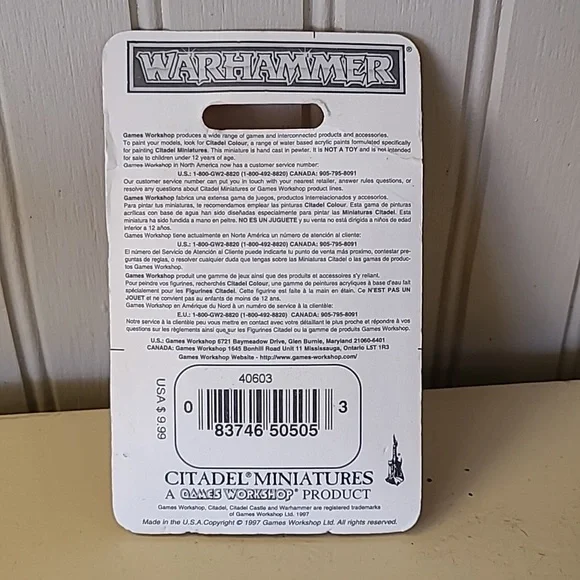 WARHAMMER®
Games Workshop produces a wide range of games and interconnected products and accessories.
To paint your models, look for Citadel Colour, a range of water based acrylic paints formulated specifically
for painting Citadel Miniatures. This miniature is hand cast in pewter. It is NOT A TOY and is not intended
for sale to children under 12 years of age.
Games Workshop in North America now has a customer service number:
U.S.: 1-800-GW2-8820 (1-800-492-8820) CANADA: 905-795-8091
Our customer service number can put you in touch with your nearest retailer, answer rules questions, or
resolve any questions about Citadel Miniatures or Games Workshop product lines.
Games Workshop fabrica una extensa gama de juegos, productos interrelacionados y accesorios.
Para pintar tus miniaturas, te recomendamos emplear las pinturas Citadel Colour. Esta gama de pinturas
acrílicas con base de agua han sido diseñadas especialmente para pintar las Miniaturas Citadel. Esta
miniatura ha sido fundida a mano en peltre. NO ES UN JUGUETE y su venta no está dirigida a niños de edad
inferior a 12 años.
Games Workshop tiene actualmente en Norte América un número de atención al cliente:
U.S.: 1-800-GW2-8820 (1-800-492-8820) CANADA: 905-795-8091
El número del Servicio de Atención al Cliente puede indicarte tu punto de venta más proximo, contestar pre-
guntas de reglas, o resolver cualquier duda que tengas sobre las Miniaturas Citadel o las gamas de produc-
tos Games Workshop.
Games Workshop produit une gamme de jeux ainsi que des produits et accessoires s'y reliant.
Pour peindre vos figurines, recherchés Citadel Colour, une gamme de peintures acryliques à base d'eau fait
spécialement pour les Figurines Citadel. Cette figurine est faite à la main en étain. Ce N'EST PAS UN
JOUET et ne convient pas au enfants de moins de 12 ans.
Games Workshop en Amérique du Nord à un numéro de service à la clientèle:
E.U.: 1-800-GW2-8820 (1-800-492-8820) CANADA: 905-795-8091
Notre service à la clientèle peu vous mettre en contact avec votre détaillant le plus proche et répondre à vos
questions sur les règlements ainsi que sur les Figurines Citadel ou la gamme de produits Games Workshop.
U.S.: Games Workshop 6721 Baymeadow Drive, Glen Burnie, Maryland 21060-6401
CANADA: Games Workshop 1645 Bonhill Road Unit 11 Mississauga, Ontario L5T 1R3
Games Workshop Website - http://www.games-workshop.com/
USA $ 9.99
40603
0 83746 50505 3
CITADEL® MINIATURES
A GAMES WORKSHOP® PRODUCT
Games Workshop, Citadel, Citadel Castle and Warhammer are registered trademarks
of Games Workshop Ltd. 1997
Made in the U.S.A.Copyright © 1997 Games Workshop Ltd. All rights reserved.